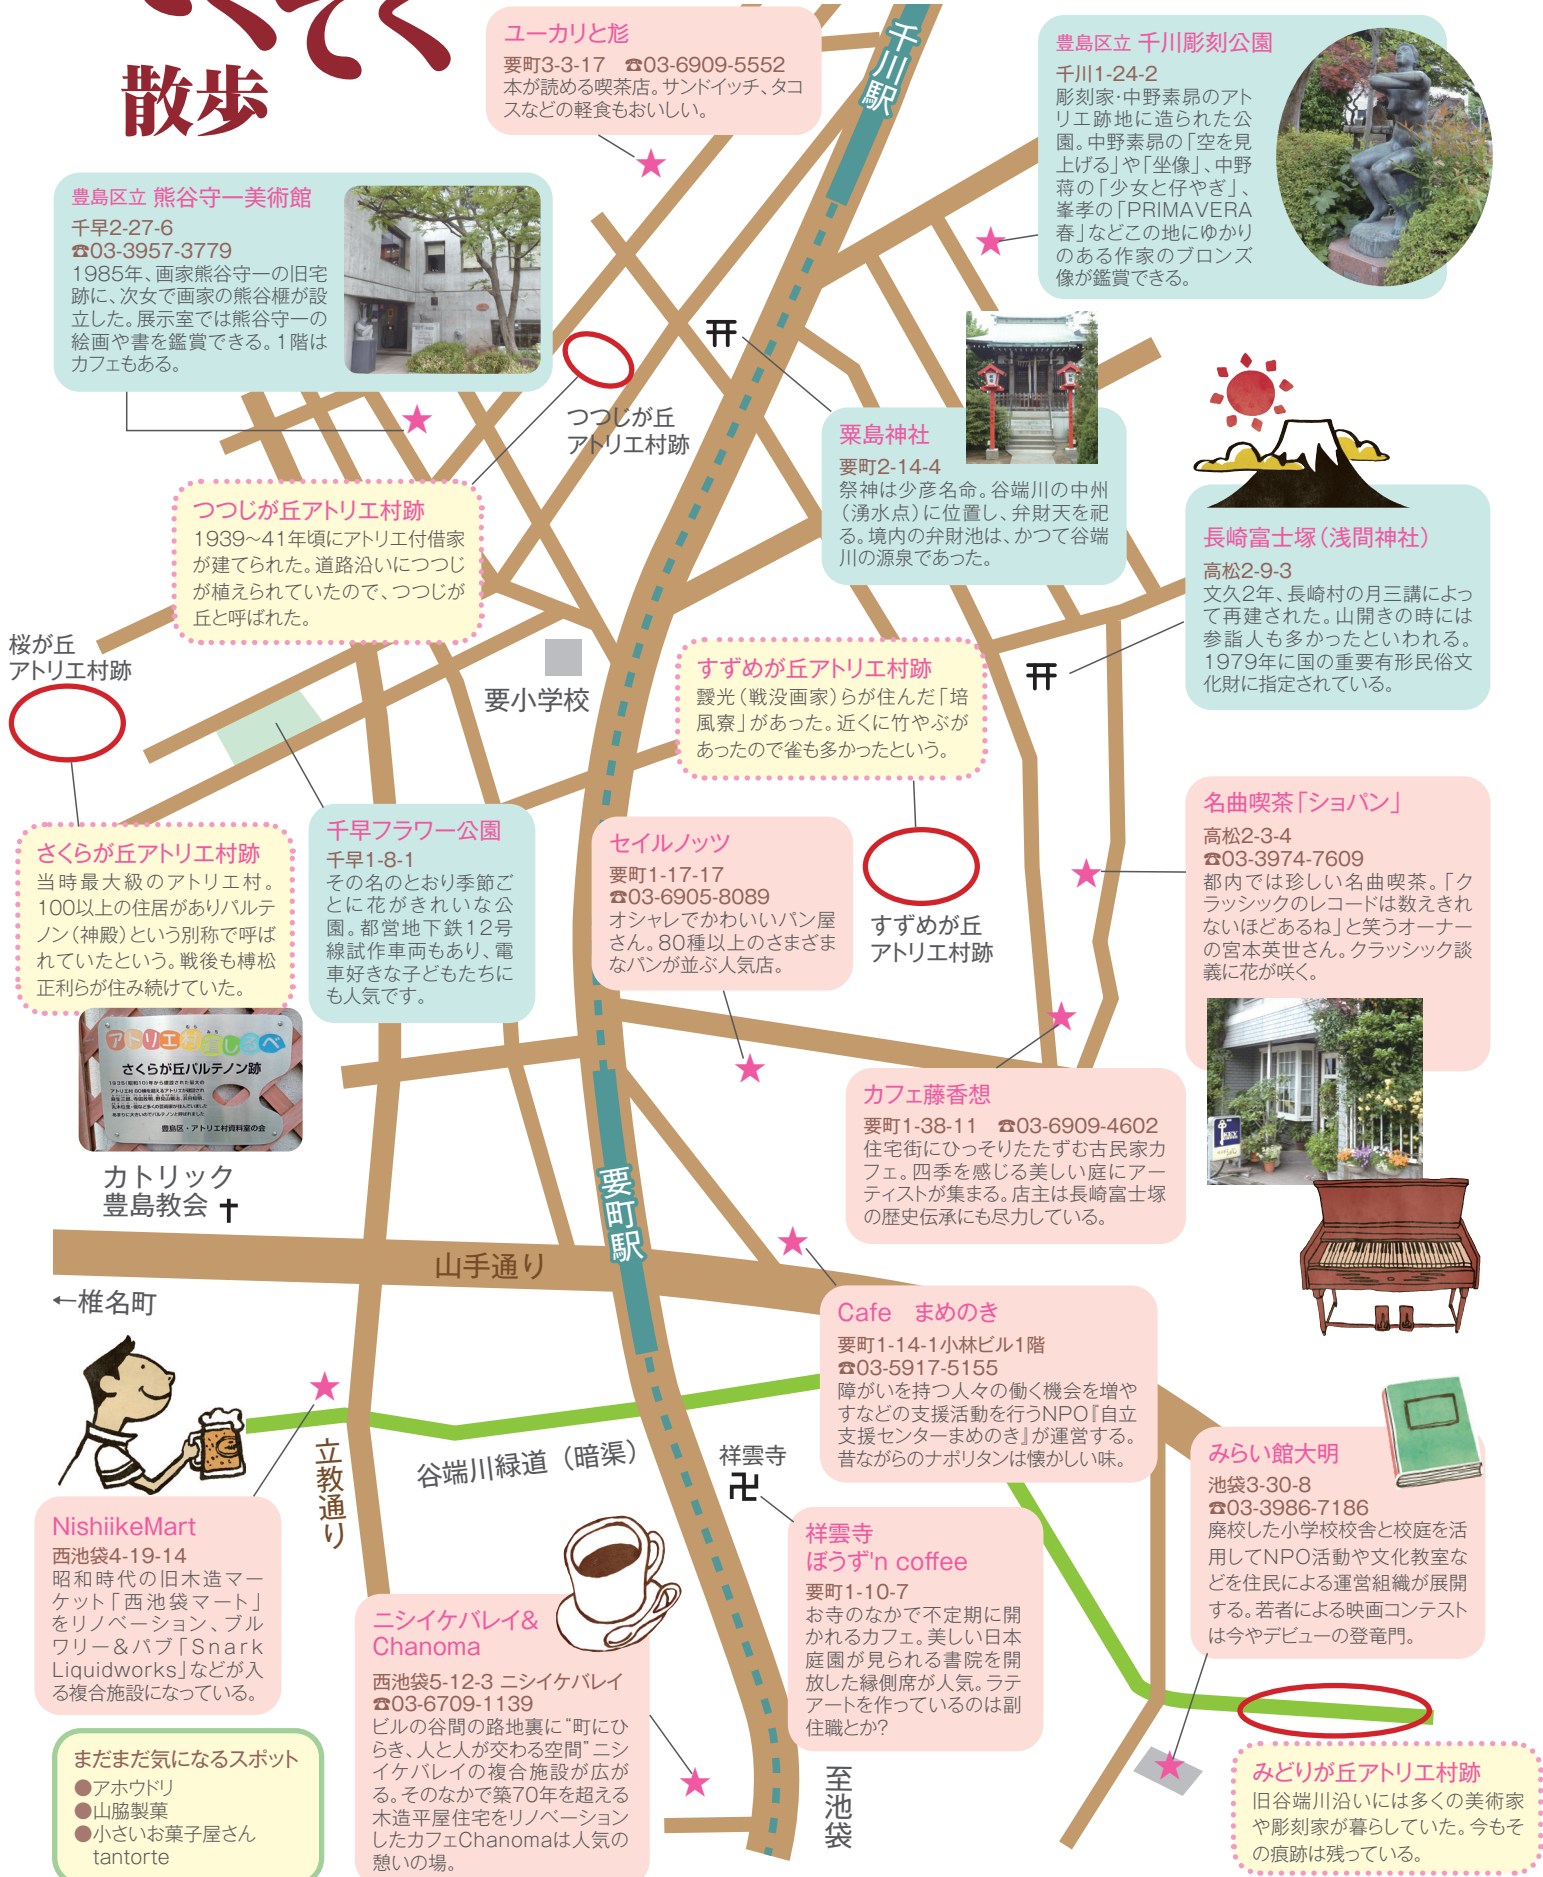 てくてく
散歩
ユーカリと庭
要町3-3-17 ☎03-6909-5552
本が読める喫茶店。サンドイッチ、タコ
スなどの軽食もおいしい。
千川駅
豊島区立 千川彫刻公園
千川1-24-2
彫刻家・中野素昻のアト
リエ跡地に造られた公
園。中野素昻の「空を見
上げる」や「坐像」、中野
蒋の「少女と仔やぎ」、
峯孝の「PRIMAVERA
春」などこの地にゆかり
のある作家のブロンズ
像が鑑賞できる。
豊島区立 熊谷守一美術館
千早2-27-6
☎03-3957-3779
1985年、画家熊谷守一の旧宅
跡に、次女で画家の熊谷榧が設
立した。展示室では熊谷守一の
絵画や書を鑑賞できる。1階は
カフェもある。
つつじが丘
アトリエ村跡
粟島神社
要町2-14-4
祭神は少彦名命。谷端川の中州
（湧水点）に位置し、弁財天を祀
る。境内の弁財池は、かつて谷端
川の源泉であった。
つつじが丘アトリエ村跡
1939〜41年頃にアトリエ付借家
が建てられた。道路沿いにつつじ
が植えられていたので、つつじが
丘と呼ばれた。
長崎富士塚（浅間神社）
高松2-9-3
文久2年、長崎村の月三講によっ
て再建された。山開きの時には
参詣人も多かったといわれる。
1979年に国の重要有形民俗文
化財に指定されている。
桜が丘
アトリエ村跡
要小学校
すずめが丘アトリエ村跡
靉光（戦没画家）らが住んだ「培
風寮」があった。近くに竹やぶが
あったので雀も多かったという。
さくらが丘アトリエ村跡
当時最大級のアトリエ村。
100以上の住居がありパルテ
ノン（神殿）という別称で呼ば
れていたという。戦後も榑松
正利らが住み続けていた。
千早フラワー公園
千早1-8-1
その名のとおり季節ご
とに花がきれいな公
園。都営地下鉄12号
線試作車両もあり、電
車好きな子どもたちに
も人気です。
セイルノッツ
要町1-17-17
☎03-6905-8089
オシャレでかわいいパン屋
さん。80種以上のさまざま
なパンが並ぶ人気店。
すずめが丘
アトリエ村跡
名曲喫茶「ショパン」
高松2-3-4
☎03-3974-7609
都内では珍しい名曲喫茶。「ク
ラッシックのレコードは数えきれ
ないほどあるね」と笑うオーナー
の宮本英世さん。クラッシック談
義に花が咲く。
アトリエ村道しるべ
さくらが丘パルテノン跡
豊島区・アトリエ村資料室の会
カトリック
豊島教会
カフェ藤香想
要町1-38-11 ☎03-6909-4602
住宅街にひっそりたたずむ古民家カ
フェ。四季を感じる美しい庭にアー
ティストが集まる。店主は長崎富士塚
の歴史伝承にも尽力している。
要町駅
山手通り
←椎名町
Cafe まめのき
要町1-14-1小林ビル1階
☎03-5917-5155
障がいを持つ人々の働く機会を増や
すなどの支援活動を行うNPO『自立
支援センターまめのき』が運営する。
昔ながらのナポリタンは懐かしい味。
立教通り
谷端川緑道（暗渠）
祥雲寺
みらい館大明
池袋3-30-8
☎03-3986-7186
廃校した小学校校舎と校庭を活
用してNPO活動や文化教室な
どを住民による運営組織が展開
する。若者による映画コンテスト
は今やデビューの登竜門。
NishiikeMart
西池袋4-19-14
昭和時代の旧木造マー
ケット「西池袋マート」
をリノベーション、ブル
ワリー＆パブ「Snark
Liquidworks」などが入
る複合施設になっている。
ニシイケバレイ&
Chanoma
西池袋5-12-3 ニシイケバレイ
☎03-6709-1139
ビルの谷間の路地裏に“町にひ
らき、人と人が交わる空間”ニシ
イケバレイの複合施設が広が
る。そのなかで築70年を超える
木造平屋住宅をリノベーション
したカフェChanomaは人気の
憩いの場。
祥雲寺
ぼうず'n coffee
要町1-10-7
お寺のなかで不定期に開
かれるカフェ。美しい日本
庭園が見られる書院を開
放した縁側席が人気。ラテ
アートを作っているのは副
住職とか?
まだまだ気になるスポット
●アホウドリ
●山脇製菓
●小さいお菓子屋さん
tantorte
至池袋
みどりが丘アトリエ村跡
旧谷端川沿いには多くの美術家
や彫刻家が暮らしていた。今もそ
の痕跡は残っている。